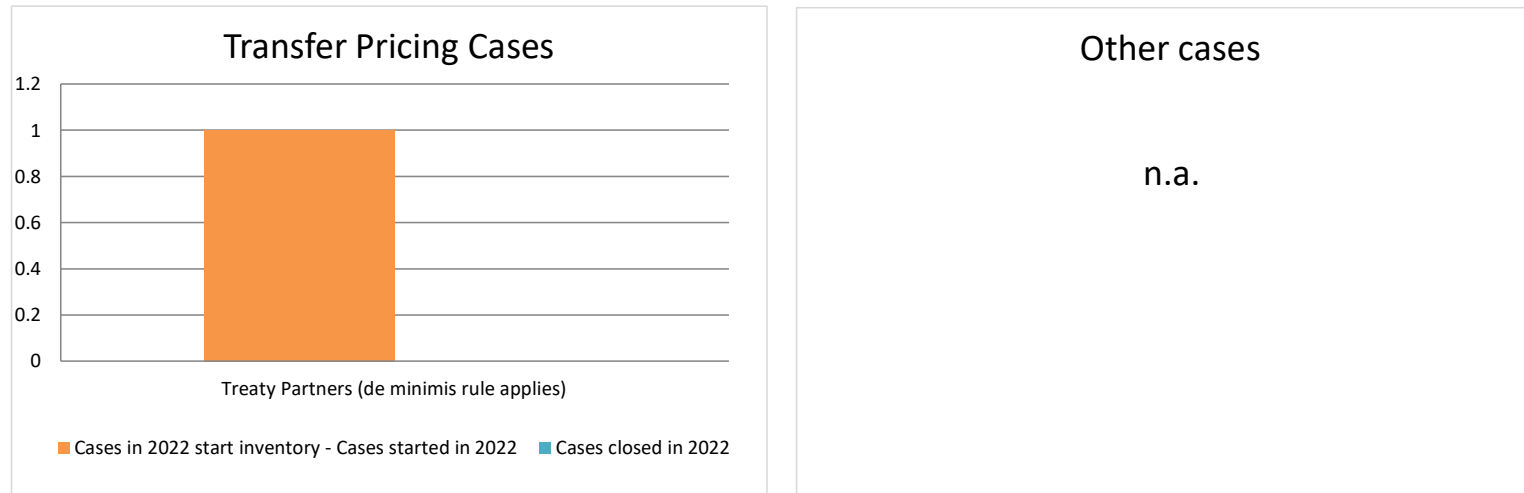 Transfer Pricing Cases
1.2
1
0.8
0.6
0.4
0.2
0
Treaty Partners (de minimis rule applies)
Cases in 2022 start inventory - Cases started in 2022
Cases closed in 2022
Other cases
n.a.